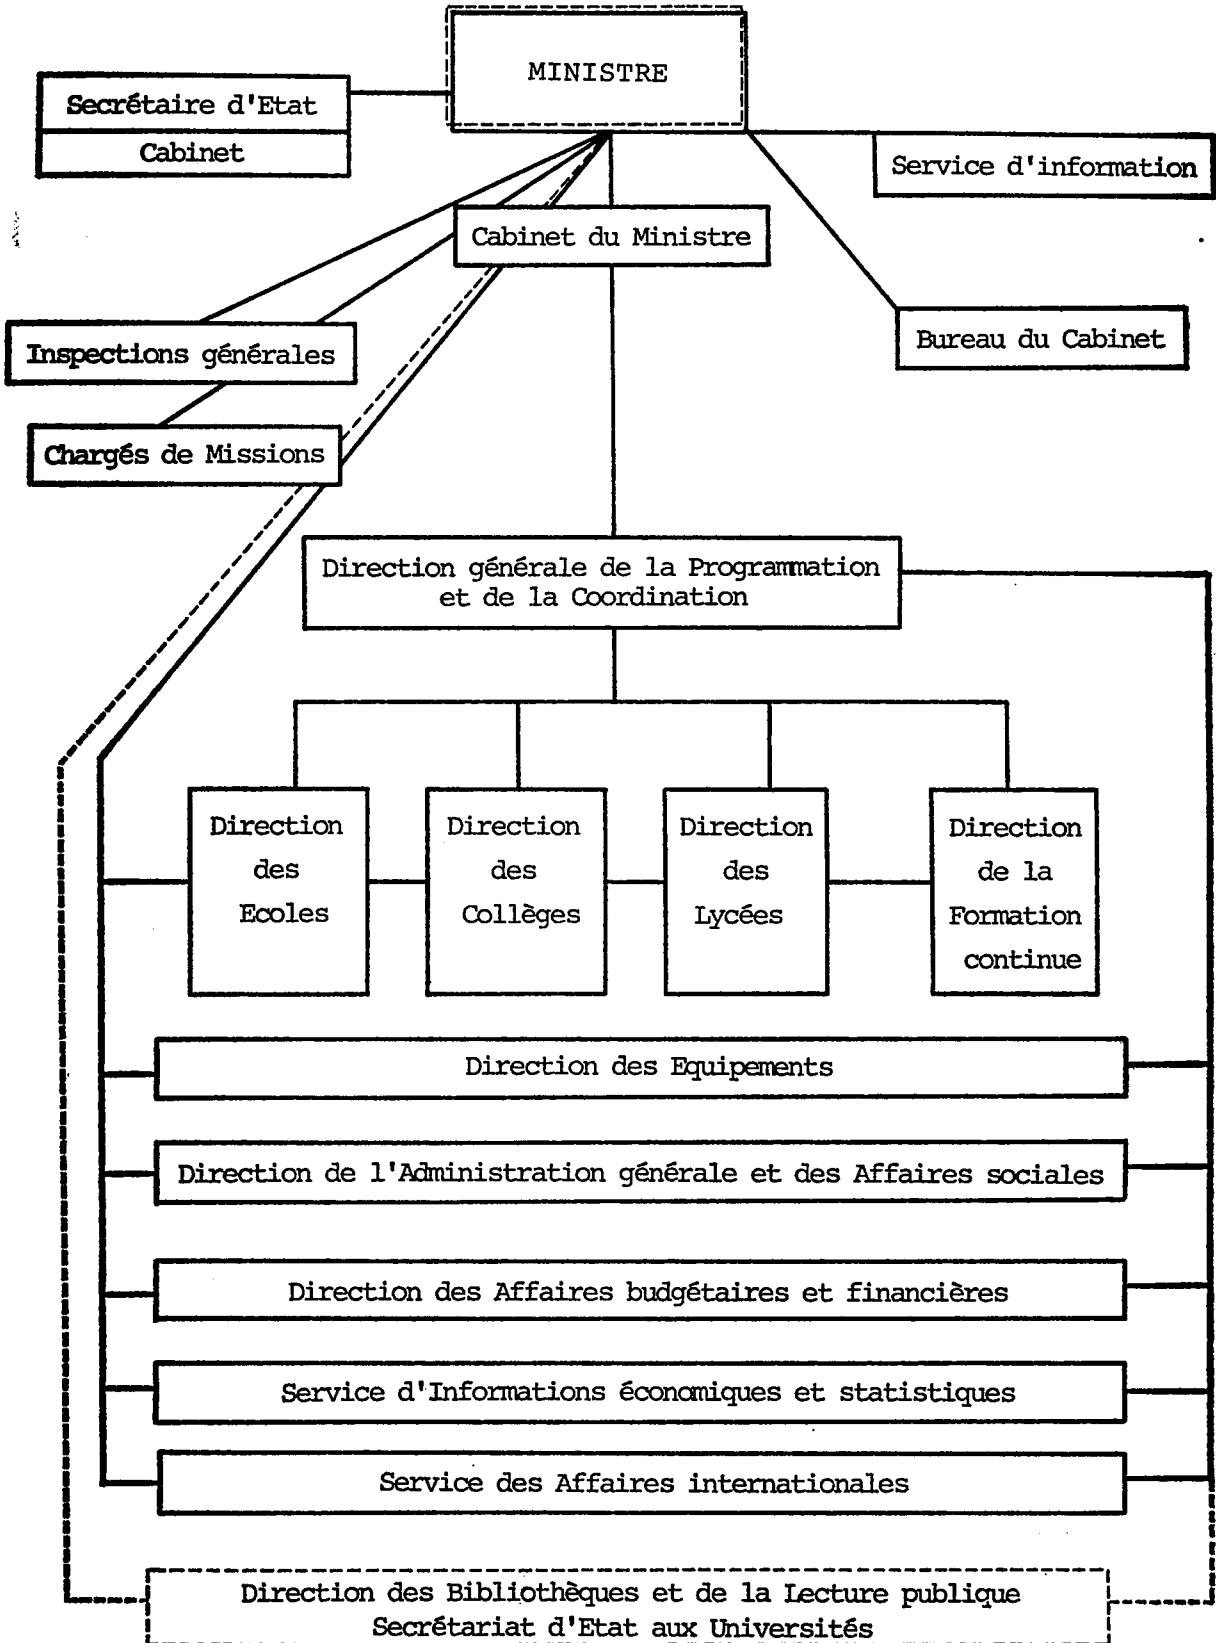 MINISTRE
Secrétaire d'Etat
Cabinet
Service d'information
Cabinet du Ministre
Inspections générales
Bureau du Cabinet
Chargés de Missions
Direction générale de la Programmation
et de la Coordination
Direction
des
Ecoles
Direction
des
Collèges
Direction
des
Lycées
Direction
de la
Formation
continue
Direction des Equipements
Direction de l'Administration générale et des Affaires sociales
Direction des Affaires budgétaires et financières
Service d'Informations économiques et statistiques
Service des Affaires internationales
Direction des Bibliothèques et de la Lecture publique
Secrétariat d'Etat aux Universités